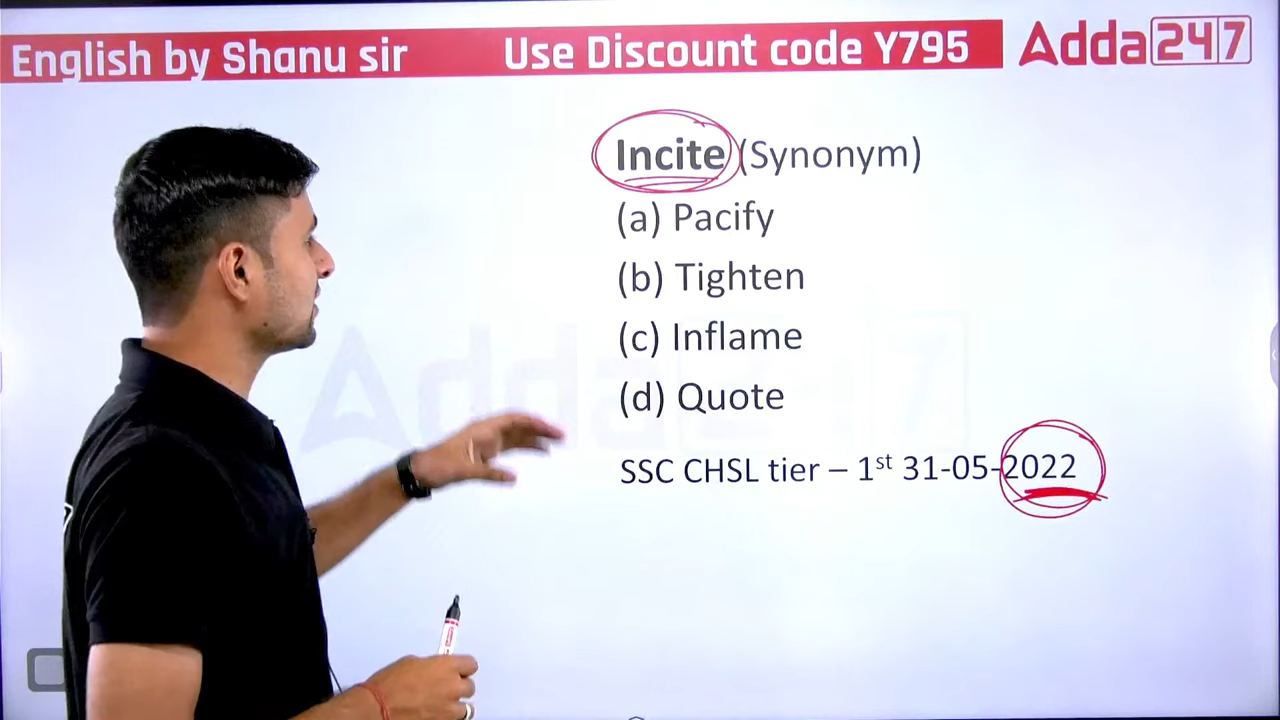 English by Shanu sir Use Discount code Y795 Adda247
Incite (Synonym)
(a) Pacify
(b) Tighten
(c) Inflame
(d) Quote
SSC CHSL tier – 1st 31-05-2022
Adda247